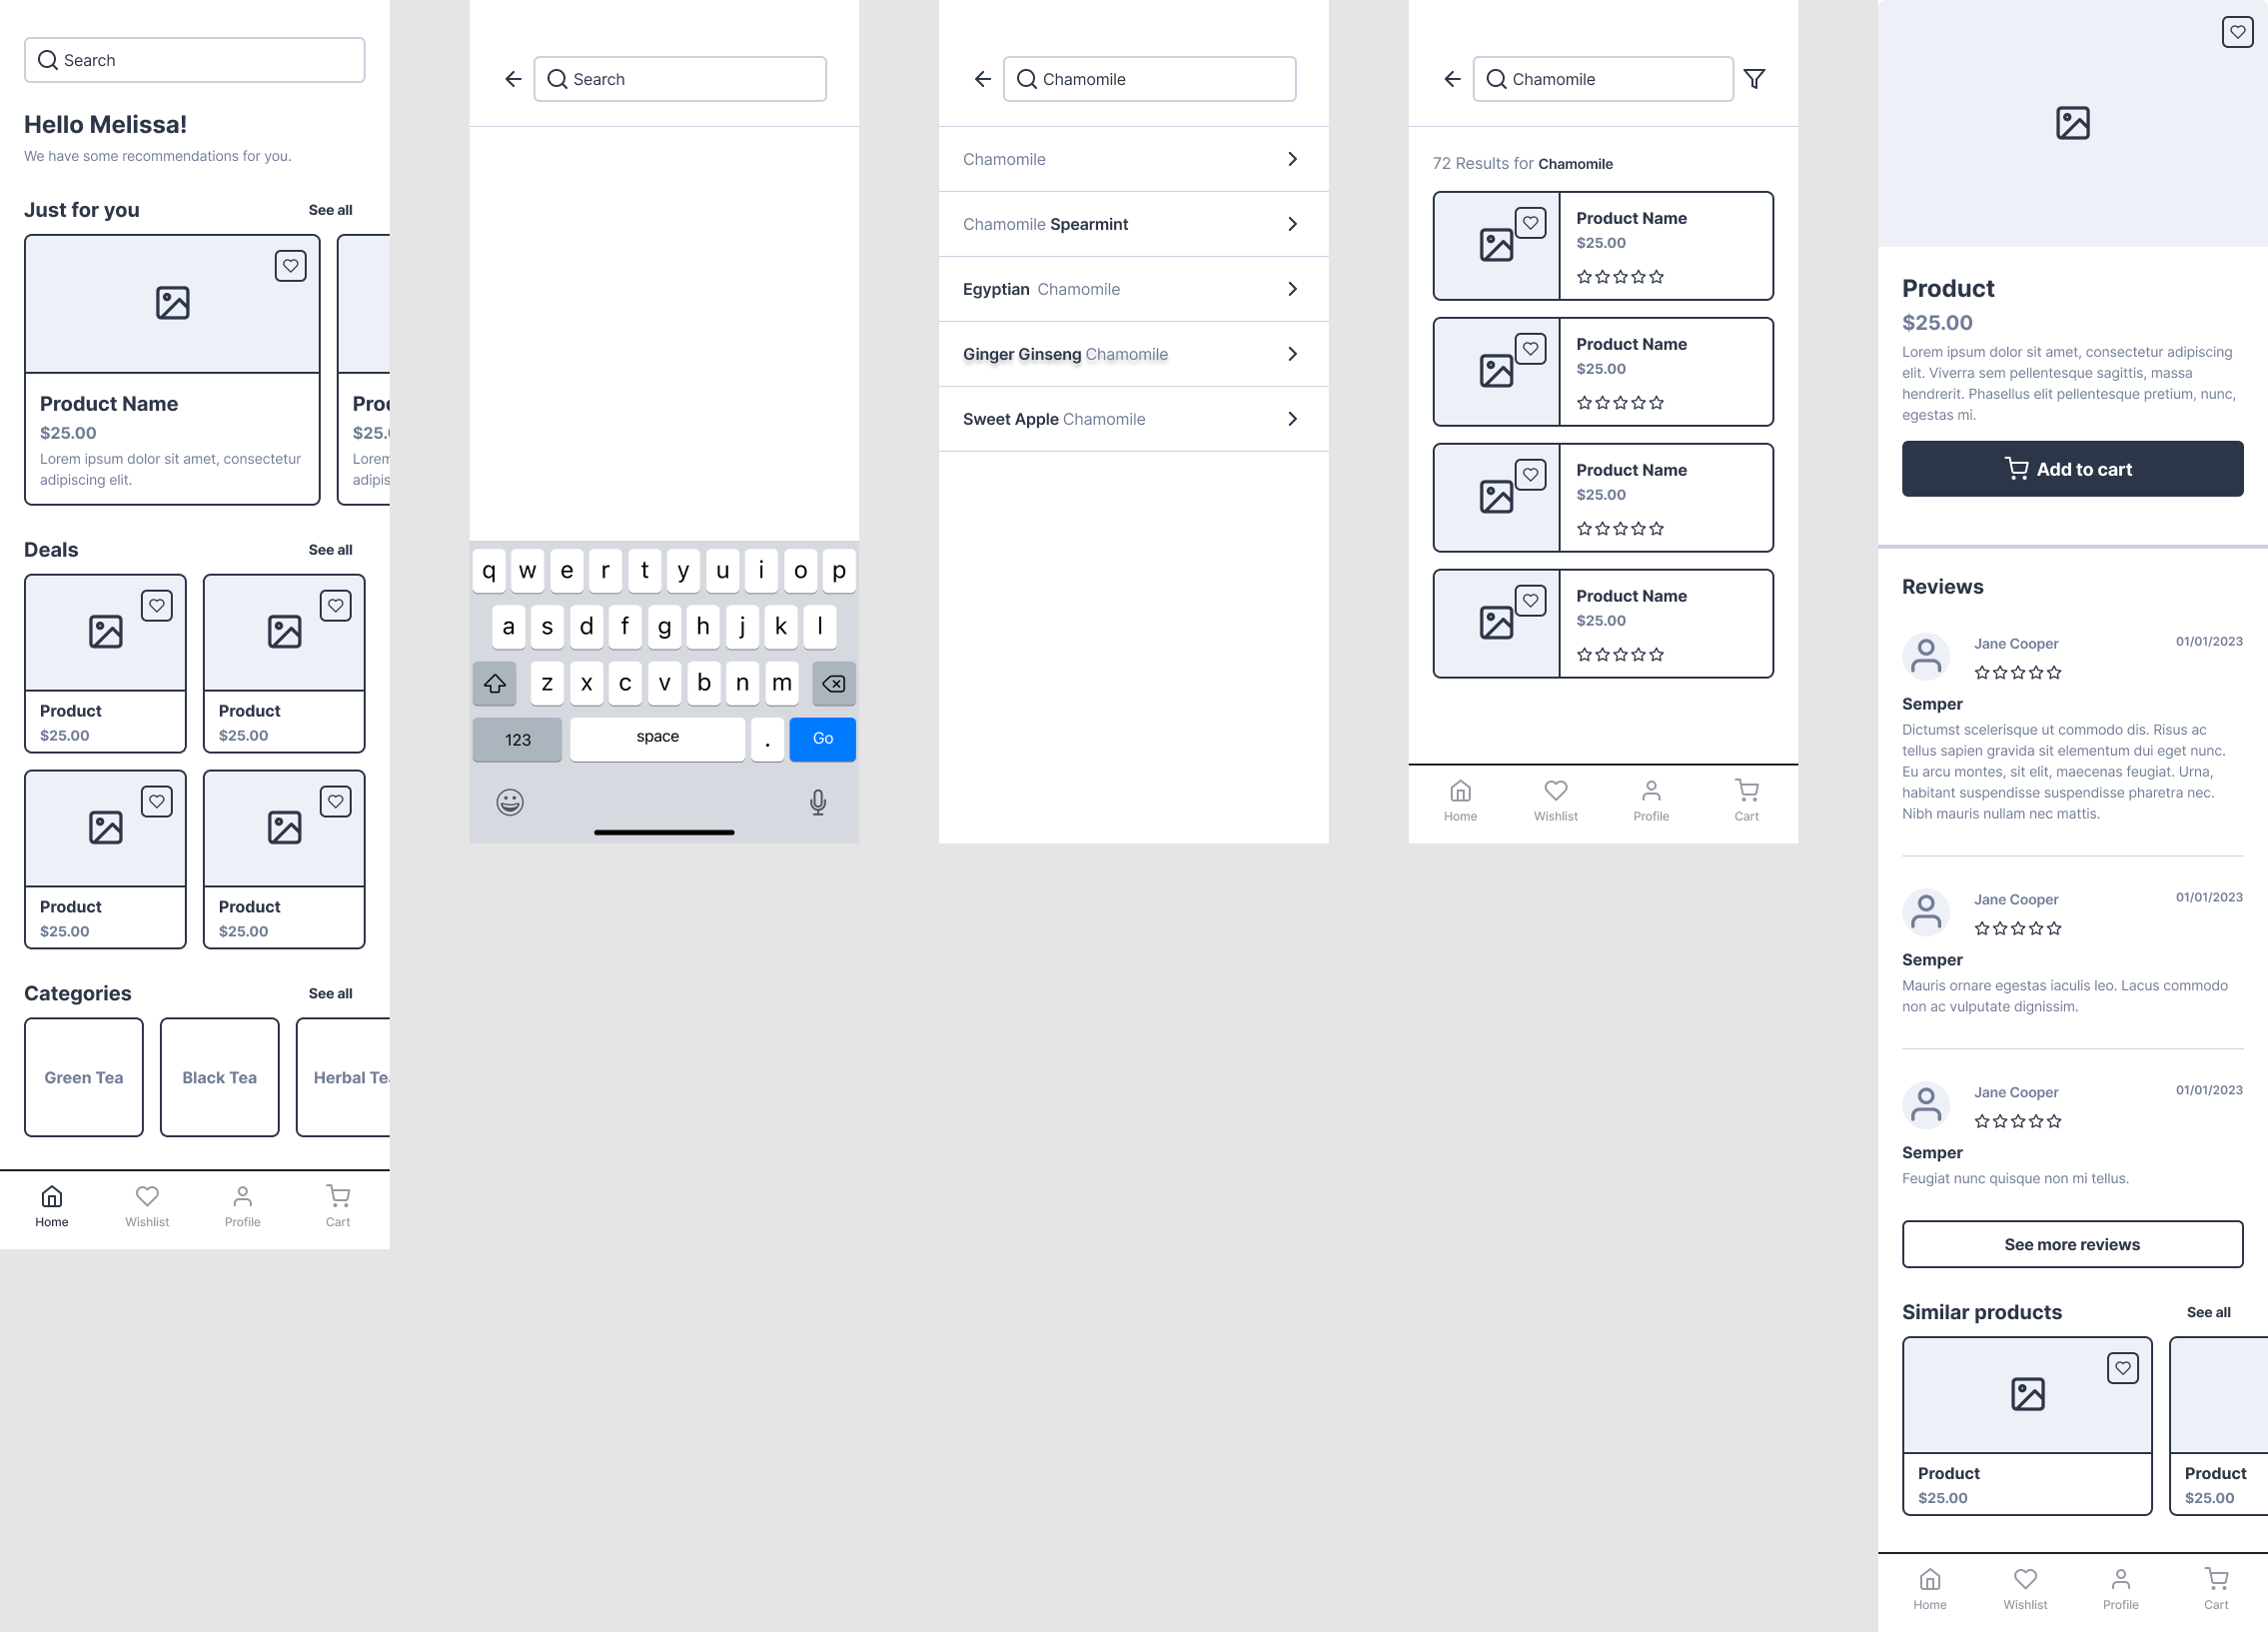 Search
Hello Melissa!
We have some recommendations for you.
Just for you
See all
Product Name
$25.00
Lorem ipsum dolor sit amet, consectetur
adipiscing elit.
Proc
$25.
Lorem
adipis
Deals
See all
Product
$25.00
Product
$25.00
Product
$25.00
Product
$25.00
Categories
See all
Green Tea
Black Tea
Herbal Te
Home
Wishlist
Profile
Cart
Search
q w e r t y u i o p
a s d f g h j k l
z x c v b n m
123
space
.
Go
Chamomile
Chamomile
Chamomile Spearmint
Egyptian Chamomile
Ginger Ginseng Chamomile
Sweet Apple Chamomile
Chamomile
72 Results for Chamomile
Product Name
$25.00
Product Name
$25.00
Product Name
$25.00
Product Name
$25.00
Home
Wishlist
Profile
Cart
Product
$25.00
Lorem ipsum dolor sit amet, consectetur adipiscing
elit. Viverra sem pellentesque sagittis, massa
hendrerit. Phasellus elit pellentesque pretium, nunc,
egestas mi.
Add to cart
Reviews
Jane Cooper
01/01/2023
Semper
Dictumst scelerisque ut commodo dis. Risus ac
tellus sapien gravida sit elementum dui eget nunc.
Eu arcu montes, sit elit, maecenas feugiat. Urna,
habitant suspendisse suspendisse pharetra nec.
Nibh mauris nullam nec mattis.
Jane Cooper
01/01/2023
Semper
Mauris ornare egestas iaculis leo. Lacus commodo
non ac vulputate dignissim.
Jane Cooper
01/01/2023
Semper
Feugiat nunc quisque non mi tellus.
See more reviews
Similar products
See all
Product
$25.00
Product
$25.00
Home
Wishlist
Profile
Cart